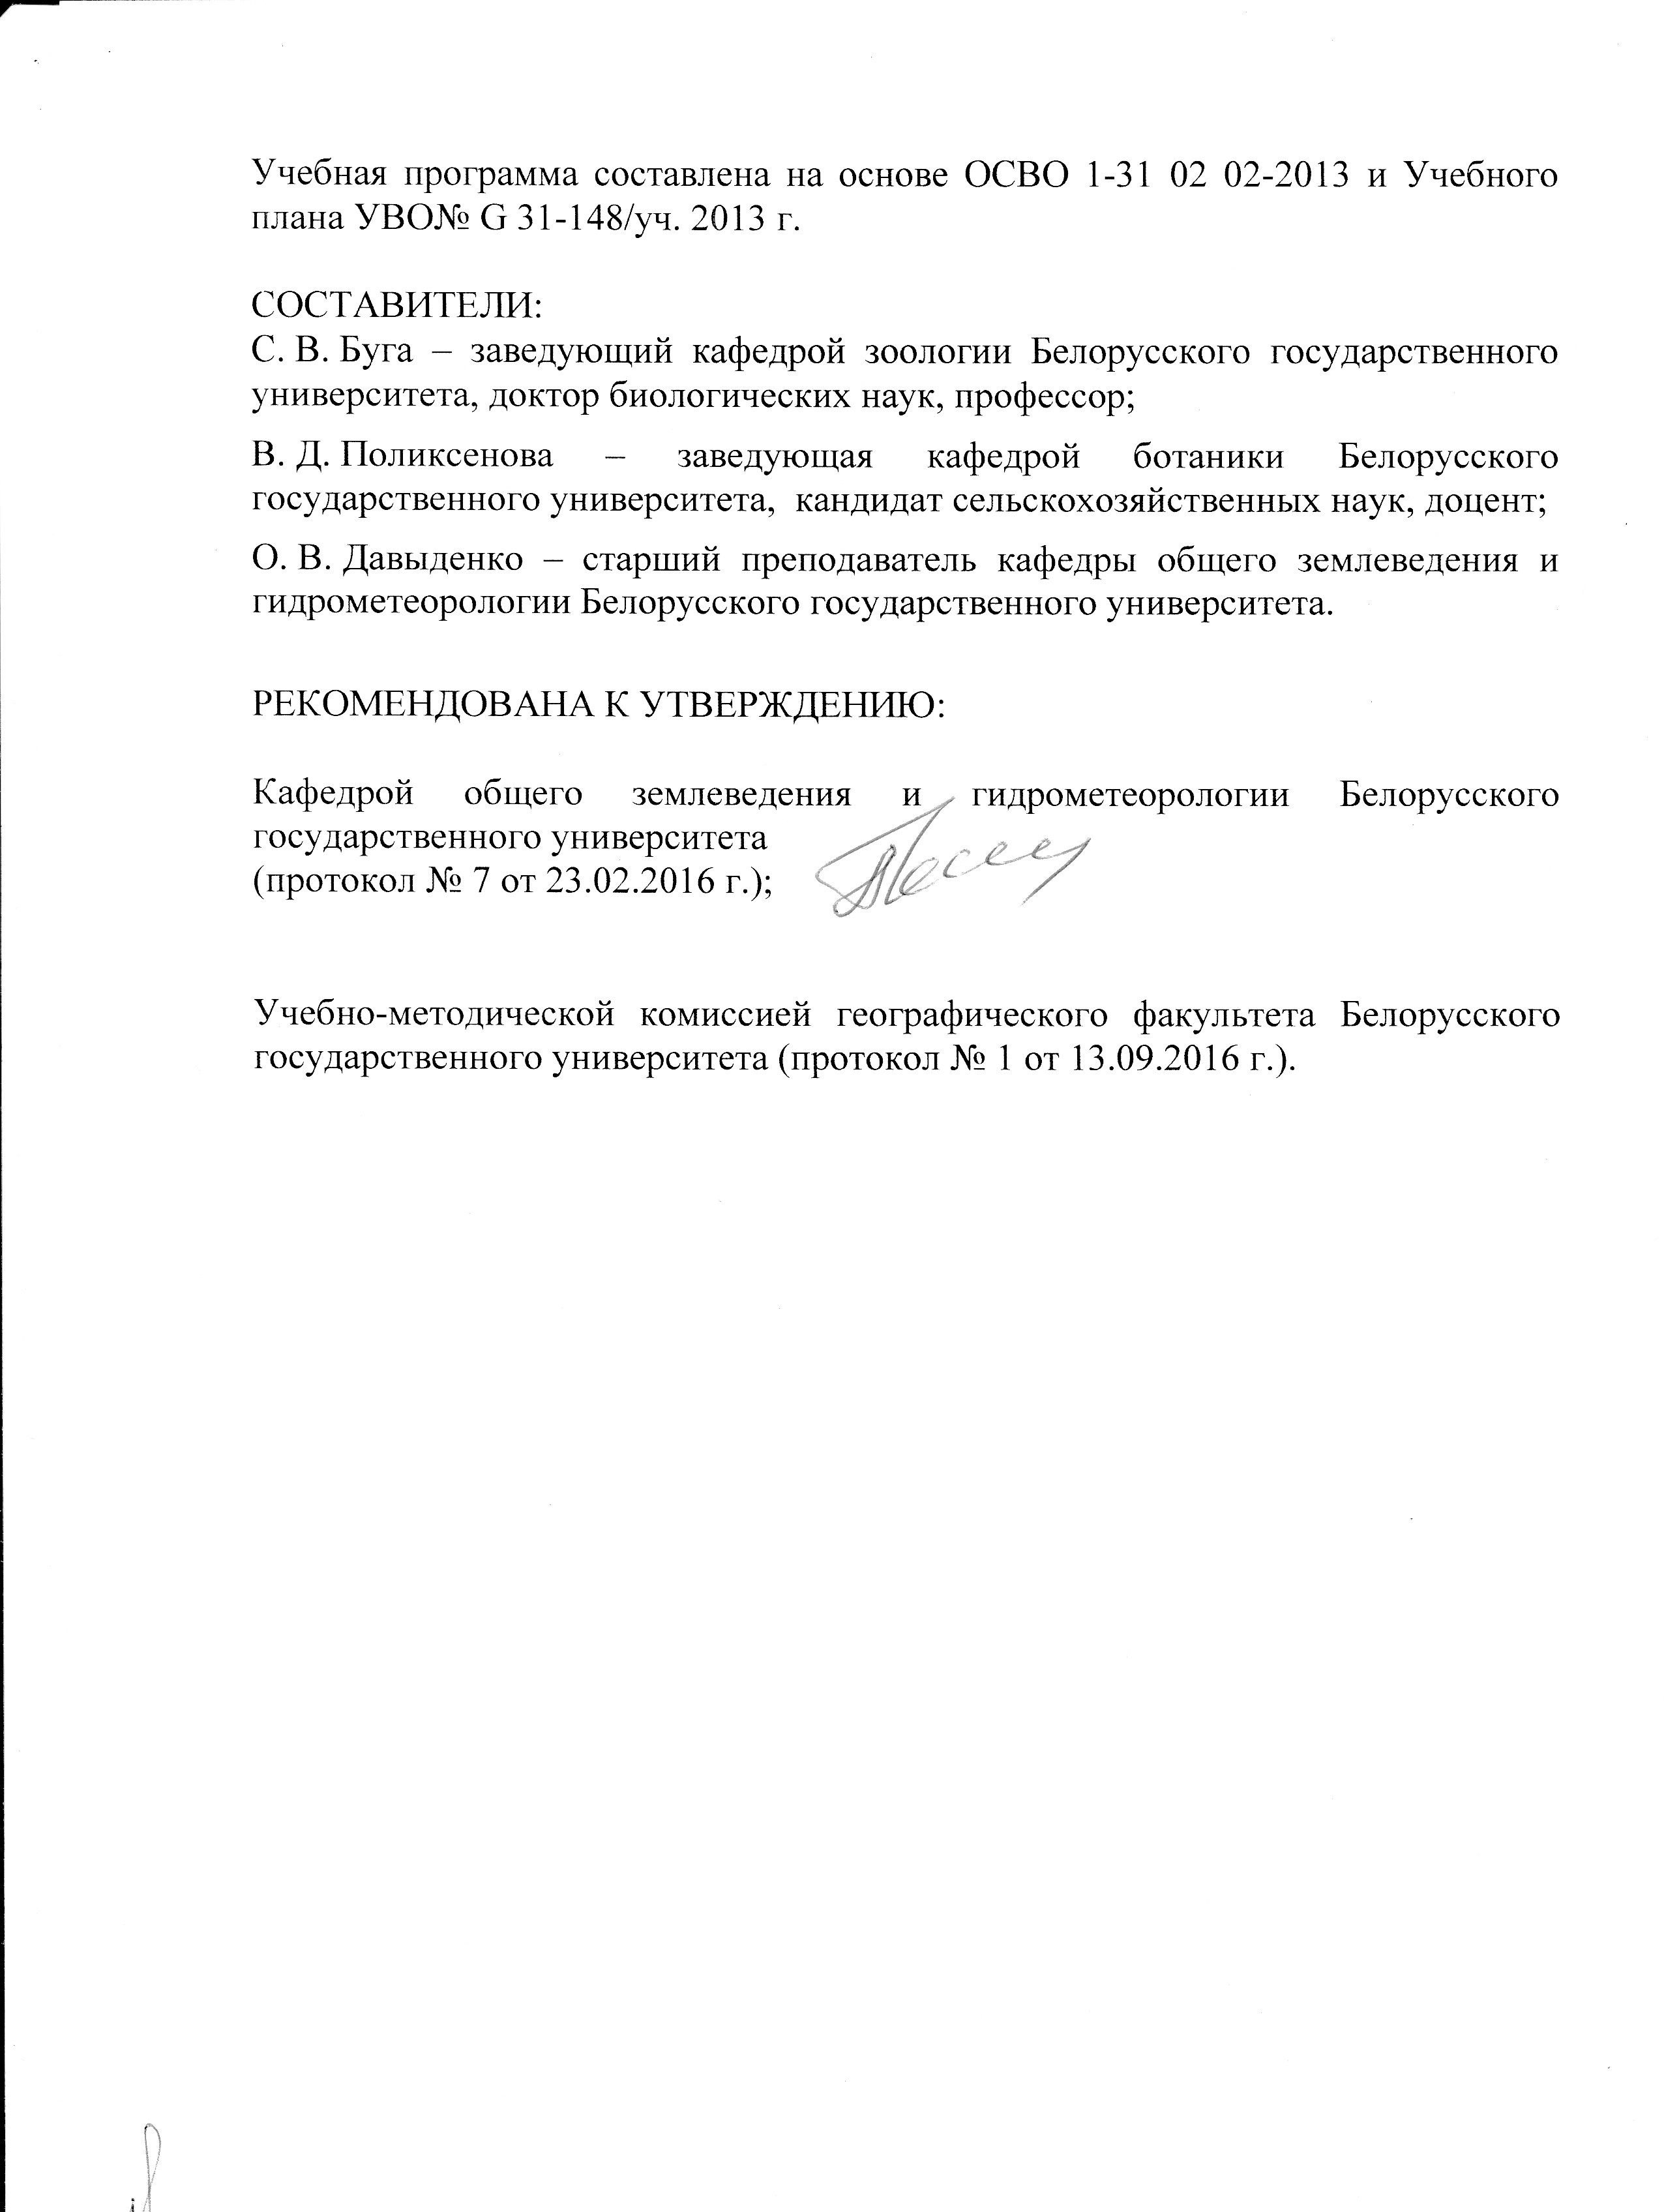 Учебная программа составлена на основе ОСВО 1-31 02 02-2013 и Учебного
плана УВО№ G 31-148/уч. 2013 г.
СОСТАВИТЕЛИ:
С. В. Буга – заведующий кафедрой зоологии Белорусского государственного
университета, доктор биологических наук, профессор;
В. Д. Поликсенова – заведующая кафедрой ботаники Белорусского
государственного университета, кандидат сельскохозяйственных наук, доцент;
О. В. Давыденко – старший преподаватель кафедры общего землеведения и
гидрометеорологии Белорусского государственного университета.
РЕКОМЕНДОВАНА К УТВЕРЖДЕНИЮ:
Кафедрой общего землеведения и гидрометеорологии Белорусского
государственного университета
(протокол № 7 от 23.02.2016 г.);
Учебно-методической комиссией географического факультета Белорусского
государственного университета (протокол № 1 от 13.09.2016 г.).